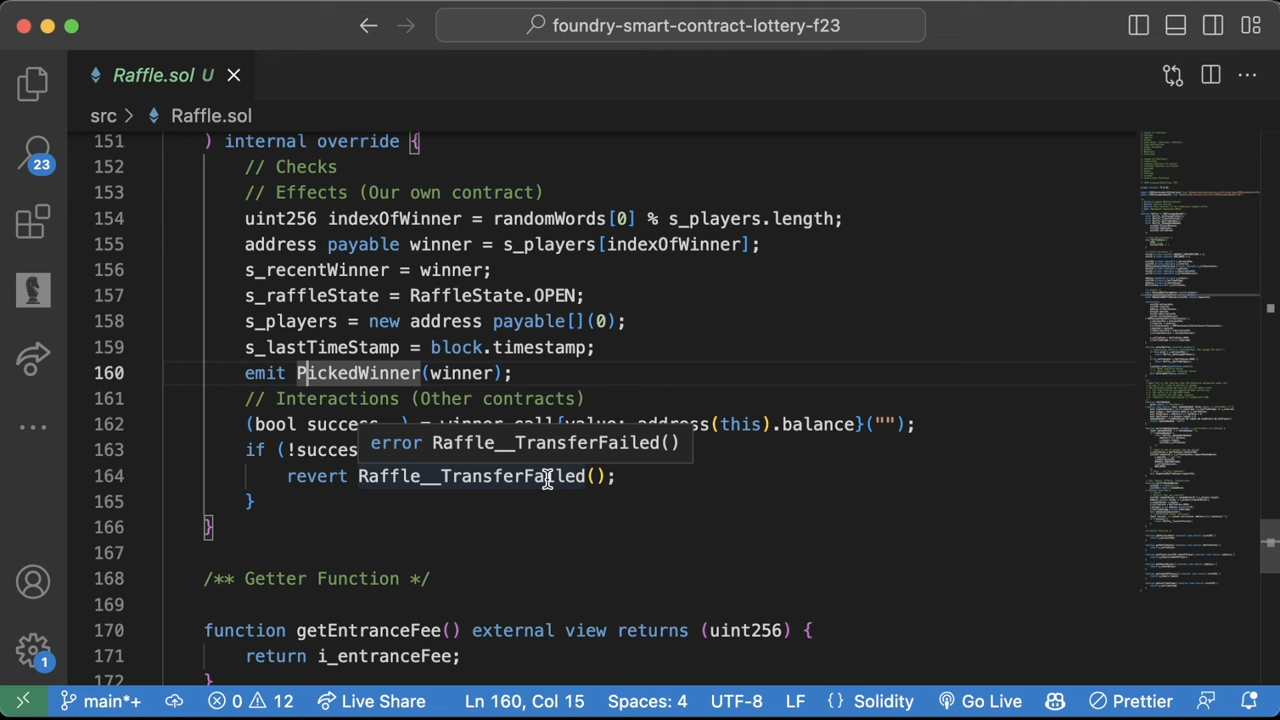 foundry-smart-contract-lottery-f23
Raffle.sol U
src > Raffle.sol
23
1
151 ) internal override {
152 // Checks
153 // Effects (Our own contract)
154 uint256 indexOfWinner = randomWords[0] % s_players.length;
155 address payable winner = s_players[indexOfWinner];
156 s_recentWinner = winner;
157 s_raffleState = RaffleState.OPEN;
158 s_players = new address payable[](0);
159 s_lastTimeStamp = block.timestamp;
160 emit PickedWinner(winner);
161 // Interactions (Other contracts)
162 (bool succe address(this).balance}("");
error Raffle__TransferFailed()
163 if (!succes
164 revert Raffle__TransferFailed();
165 }
166 }
167
168 /** Getter Function */
169
170 function getEntranceFee() external view returns (uint256) {
171 return i_entranceFee;
172 }
main*+ 0 12 Live Share Ln 160, Col 15 Spaces: 4 UTF-8 LF {} Solidity Go Live Prettier